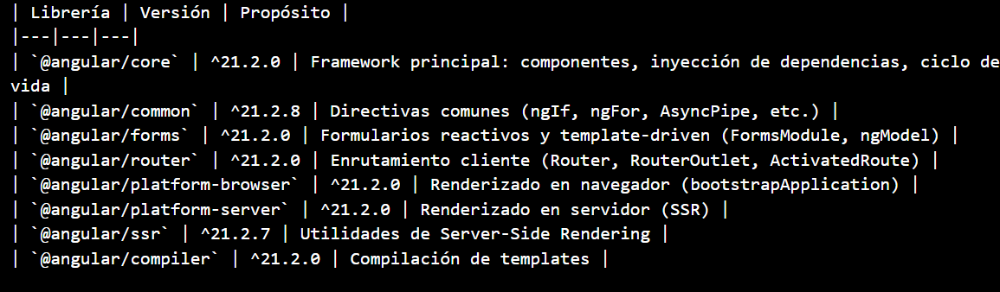 | Librería | Versión | Propósito |
|---|---|---|
| `@angular/core` | ^21.2.0 | Framework principal: componentes, inyección de dependencias, ciclo de
vida |
| `@angular/common` | ^21.2.8 | Directivas comunes (ngIf, ngFor, AsyncPipe, etc.) |
| `@angular/forms` | ^21.2.0 | Formularios reactivos y template-driven (FormsModule, ngModel) |
| `@angular/router` | ^21.2.0 | Enrutamiento cliente (Router, RouterOutlet, ActivatedRoute) |
| `@angular/platform-browser` | ^21.2.0 | Renderizado en navegador (bootstrapApplication) |
| `@angular/platform-server` | ^21.2.0 | Renderizado en servidor (SSR) |
| `@angular/ssr` | ^21.2.7 | Utilidades de Server-Side Rendering |
| `@angular/compiler` | ^21.2.0 | Compilación de templates |